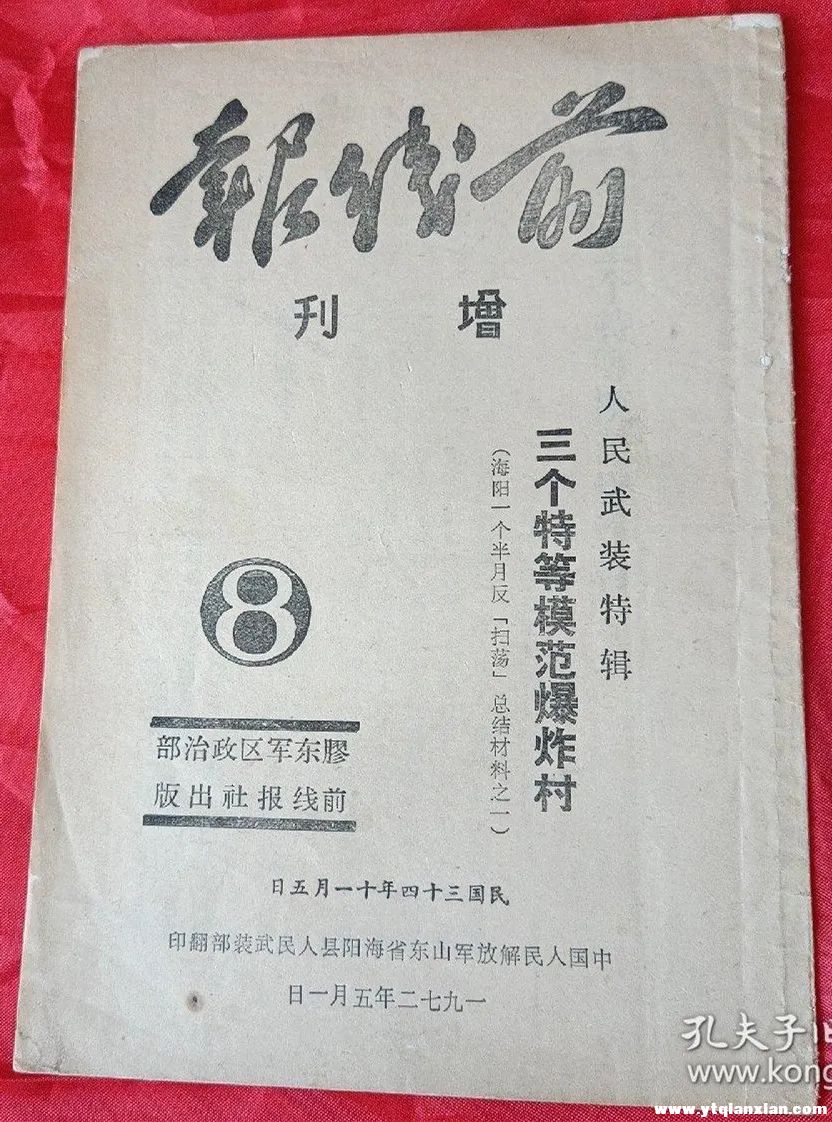 前线報
增刊
人民武装特辑
三个特等模范爆炸村
（海阳一个半月反「扫荡」总结材料之一）
8
膠东军区政治部
前线报社出版
民国三十四年十一月五日
中国人民解放军山东省海阳县人民武装部翻印
一九七二年五月一日
孔夫子旧
www.kong
www.ytqlanxian.com